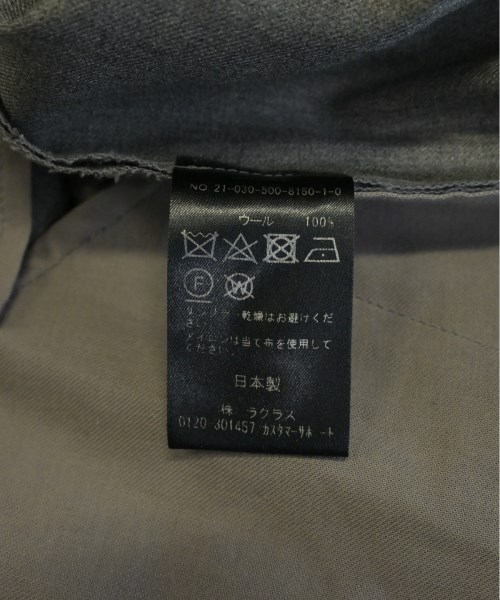 NO 21-030-500-8150-1-0
ウール 100%
F
W
タンブラー乾燥はお避けくだ
さい。
アイロンは当て布を使用して
ください。
日本製
株 ラクラス
0120 301457 カスタマーサポート